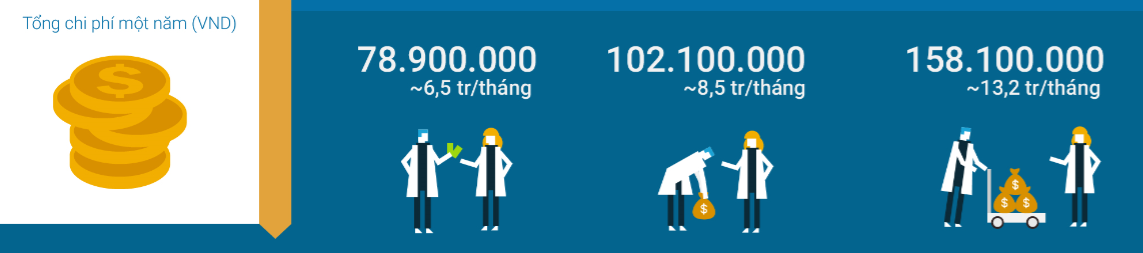 Tổng chi phí một năm (VND)
78.900.000
~6,5 tr/tháng
102.100.000
~8,5 tr/tháng
158.100.000
~13,2 tr/tháng
$
$
$
$
$